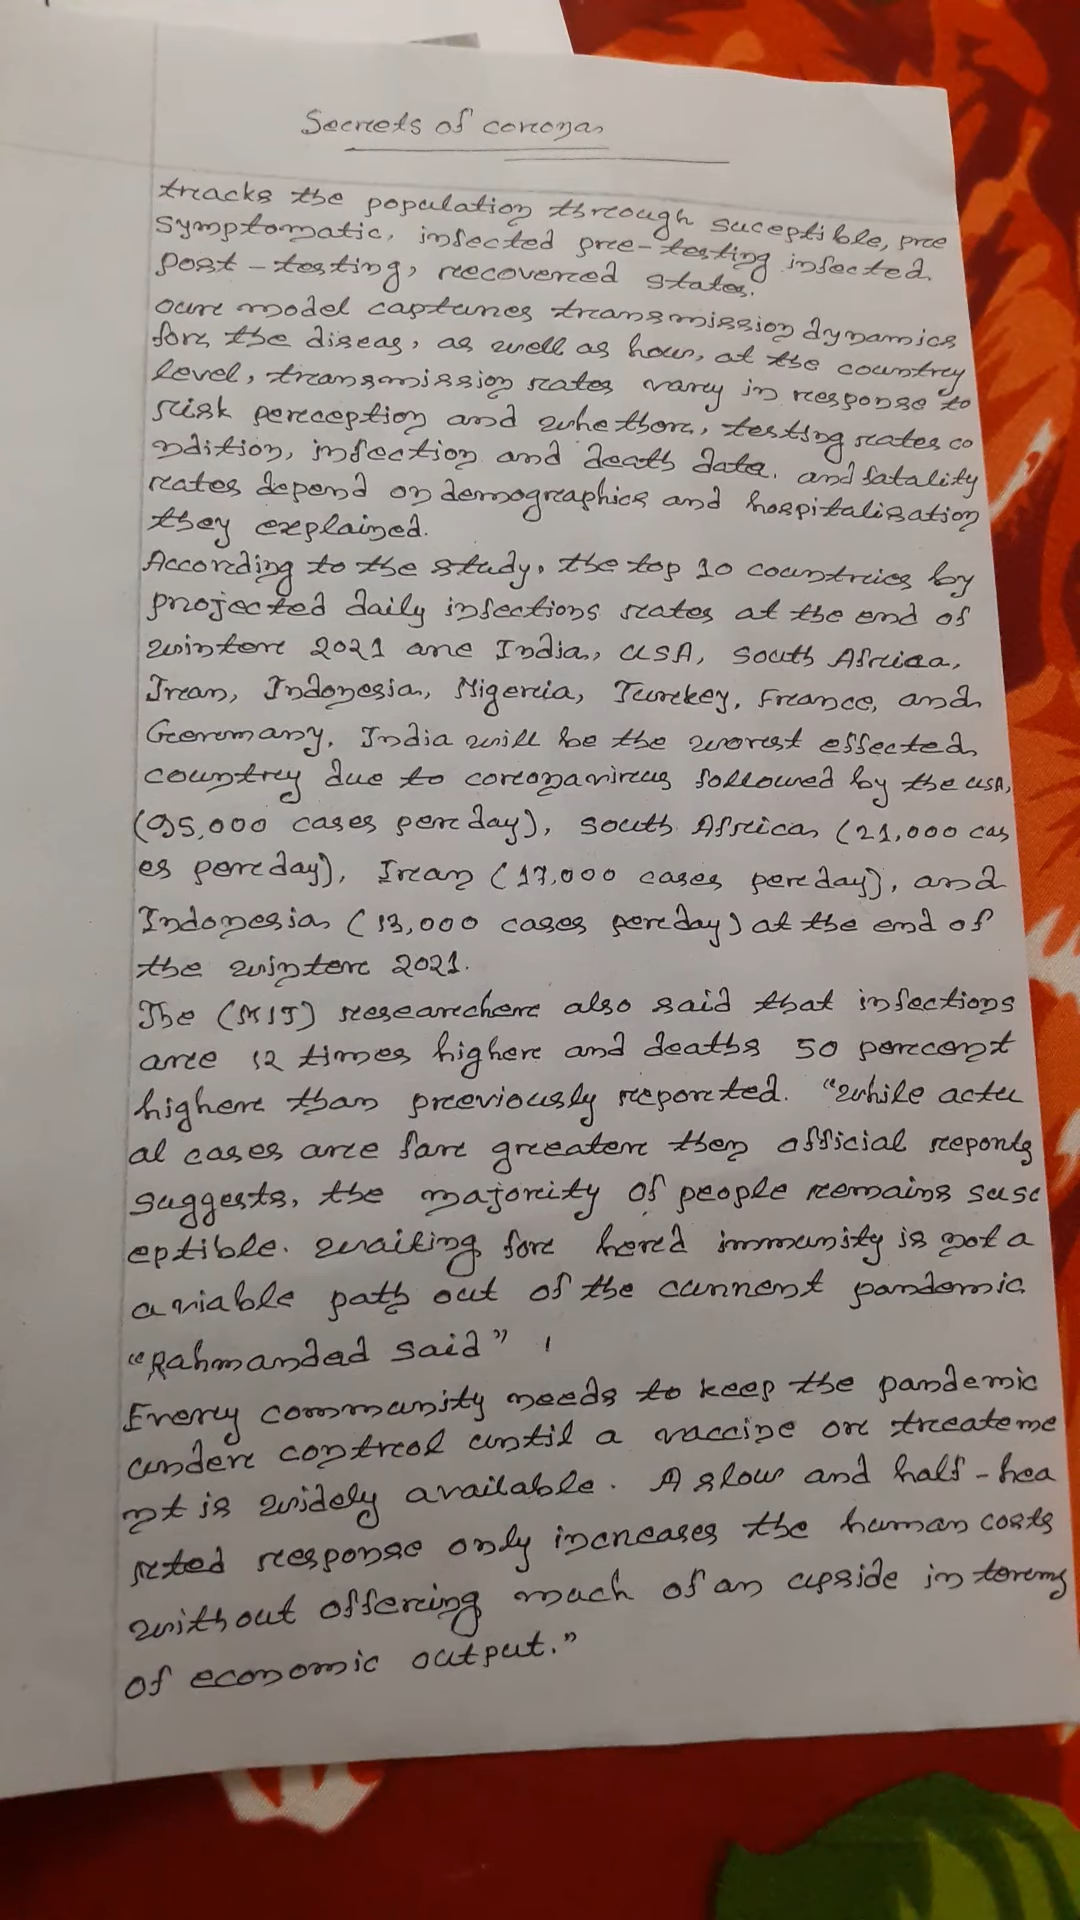 Secrets of corona
tracks the population through suceptible, pre
symptomatic, infected pre-testing infected
post-testing, recovered states.
our model captures transmission dynamics
for the diseas, as well as how, at the country
level, transmission rates vary in response to
risk perception and whether, testing rates co
ndition, infection and death data. and fatality
rates depend on demographics and hospitalisation
they explained.
According to the study, the top 10 countries by
projected daily infections rates at the end of
winter 2021 are India, USA, South Africa,
Iran, Indonesia, Nigeria, Turkey, France, and
Germany. India will be the worst effected
country due to coronavirus followed by the USA,
(95,000 cases per day), South Africa (21,000 cas
es per day), Iran (17,000 cases per day), and
Indonesia (13,000 cases per day) at the end of
the winter 2021.
The (MIT) researcher also said that infections
are 12 times higher and deaths 50 percent
higher than previously reported. "while actu
al cases are far greater then official reports
suggests, the majority of people remains susc
eptible. waiting for herd immunity is not a
a viable path out of the current pandemic
"Rahmandad said" ,
Every community needs to keep the pandemic
under control until a vaccine or treateme
nt is widely available. A slow and half-hea
rted response only increases the human costs
without offering much of an upside in terms
of economic output."